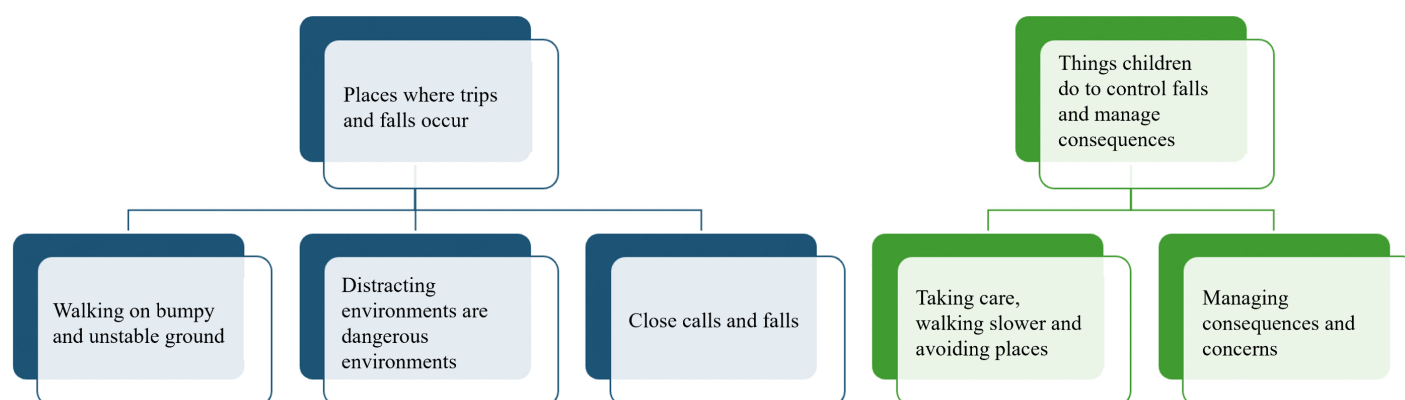 Places where trips
and falls occur
Things children
do to control falls
and manage
consequences
Walking on bumpy
and unstable ground
Distracting
environments are
dangerous
environments
Close calls and falls
Taking care,
walking slower and
avoiding places
Managing
consequences and
concerns